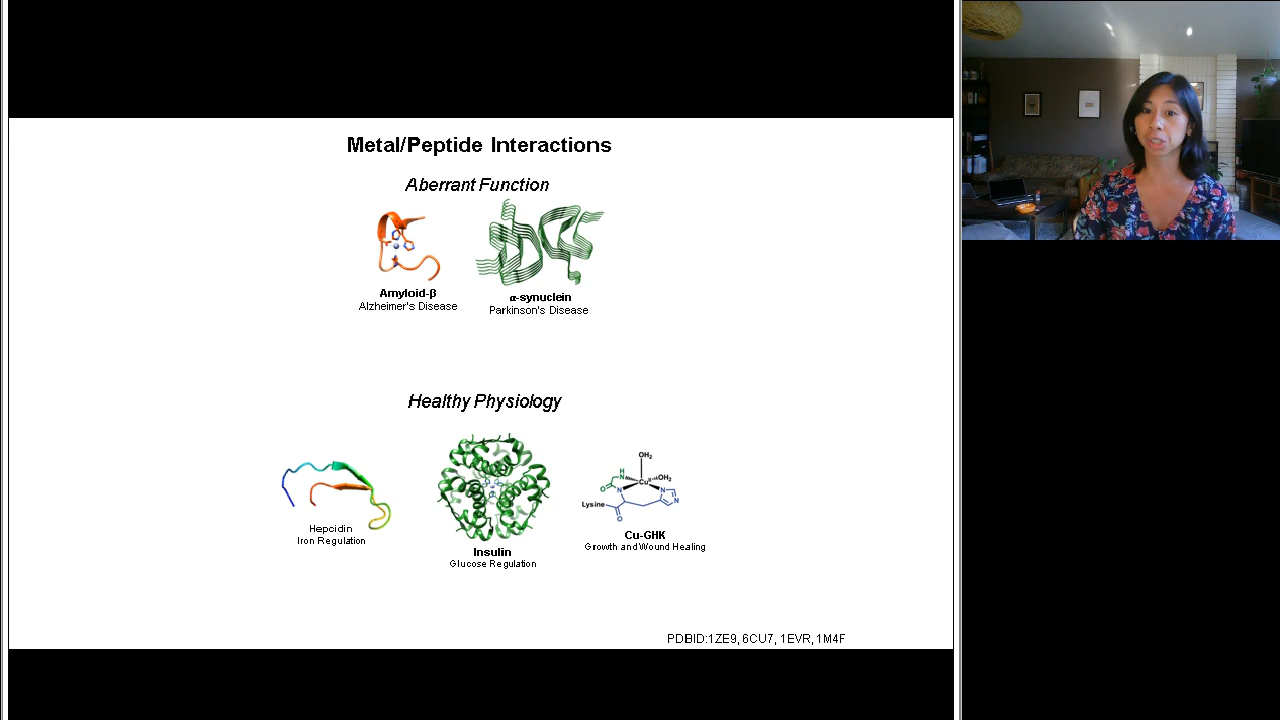 Metal/Peptide Interactions
Aberrant Function
Amyloid-β
Alzheimer's Disease
α-synuclein
Parkinson's Disease
Healthy Physiology
Hepcidin
Iron Regulation
Insulin
Glucose Regulation
OH2
H
N
Cu
OH2
O
N
N
N
Lysine
O
Cu-GHK
Growth and Wound Healing
PDBID:1ZE9, 6CU7, 1EVR, 1M4F